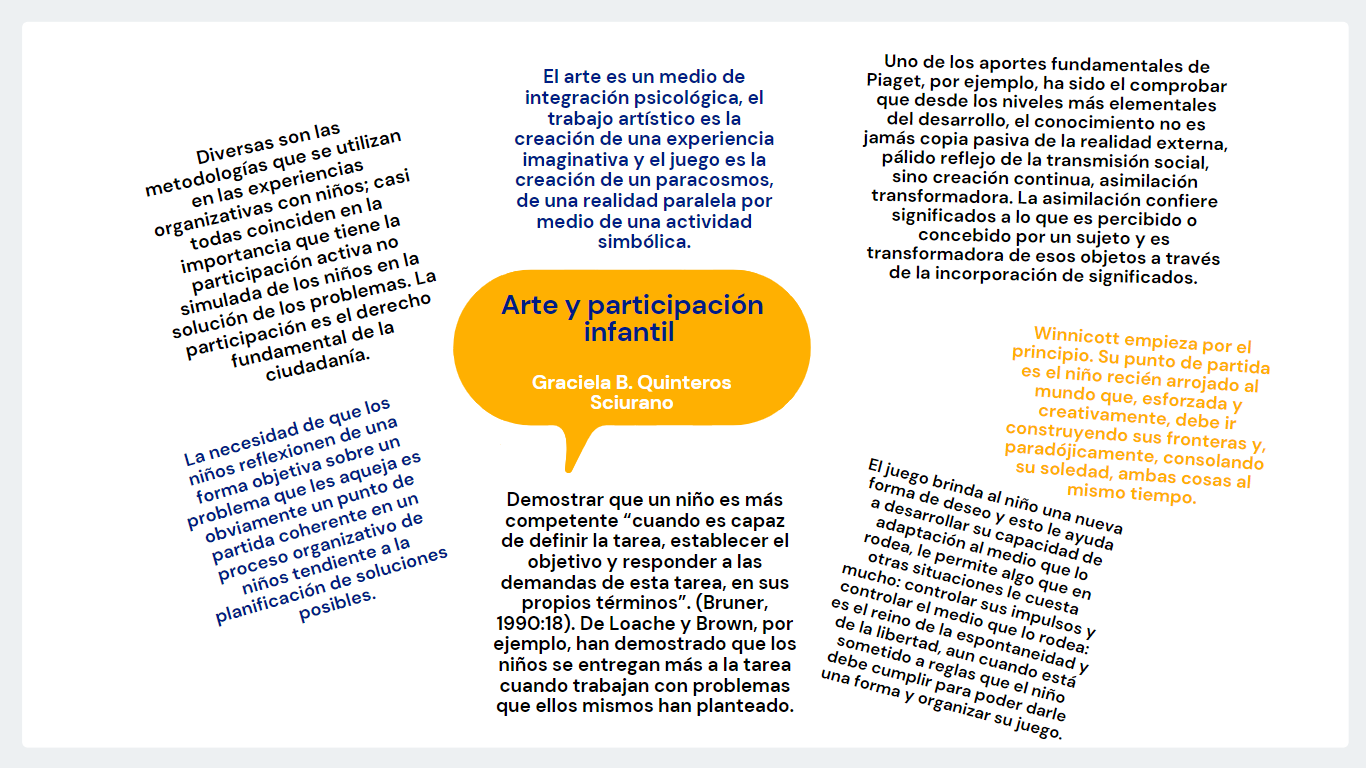 Diversas son las
metodologías que se utilizan
en las experiencias
organizativas con niños; casi
todas coinciden en la
importancia que tiene la
participación activa no
simulada de los niños en la
solución de los problemas. La
participación es el derecho
fundamental de la
ciudadanía.
La necesidad de que los
niños reflexionen de una
forma objetiva sobre un
problema que les aqueja es
obviamente un punto de
partida coherente en un
proceso organizativo de
niños tendiente a la
planificación de soluciones
posibles.
El arte es un medio de
integración psicológica, el
trabajo artístico es la
creación de una experiencia
imaginativa y el juego es la
creación de un paracosmos,
de una realidad paralela por
medio de una actividad
simbólica.
Arte y participación
infantil
Graciela B. Quinteros
Sciurano
Demostrar que un niño es más
competente “cuando es capaz
de definir la tarea, establecer el
objetivo y responder a las
demandas de esta tarea, en sus
propios términos”. (Bruner,
1990:18). De Loache y Brown, por
ejemplo, han demostrado que los
niños se entregan más a la tarea
cuando trabajan con problemas
que ellos mismos han planteado.
Uno de los aportes fundamentales de
Piaget, por ejemplo, ha sido el comprobar
que desde los niveles más elementales
del desarrollo, el conocimiento no es
jamás copia pasiva de la realidad externa,
pálido reflejo de la transmisión social,
sino creación continua, asimilación
transformadora. La asimilación confiere
significados a lo que es percibido o
concebido por un sujeto y es
transformadora de esos objetos a través
de la incorporación de significados.
Winnicott empieza por el
principio. Su punto de partida
es el niño recién arrojado al
mundo que, esforzada y
creativamente, debe ir
construyendo sus fronteras y,
paradójicamente, consolando
su soledad, ambas cosas al
mismo tiempo.
El juego brinda al niño una nueva
forma de deseo y esto le ayuda
a desarrollar su capacidad de
adaptación al medio que lo
rodea, le permite algo que en
otras situaciones le cuesta
mucho: controlar sus impulsos y
controlar el medio que lo rodea:
es el reino de la espontaneidad y
de la libertad, aun cuando está
sometido a reglas que el niño
debe cumplir para poder darle
una forma y organizar su juego.